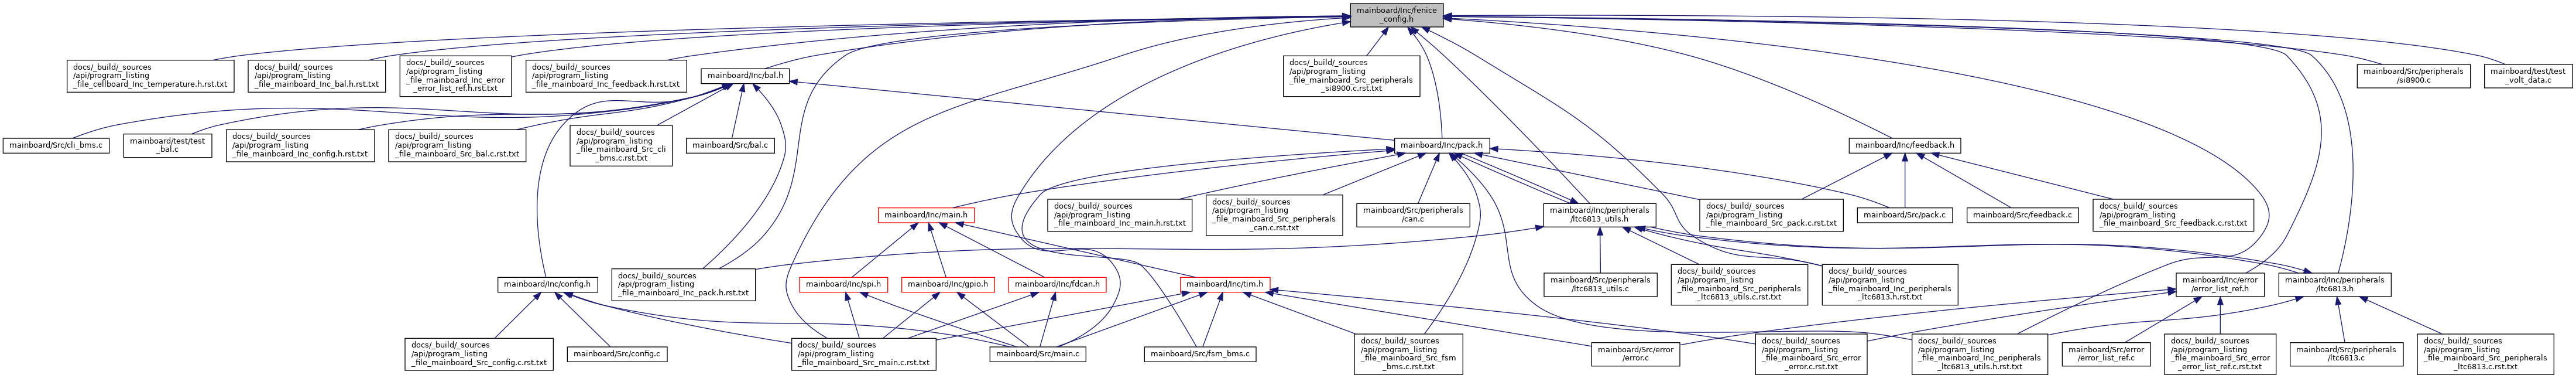 mainboard/Inc/fenice
_config.h
docs/_build/_sources
/api/program_listing
_file_cellboard_Inc_temperature.h.rst.txt
docs/_build/_sources
/api/program_listing
_file_mainboard_Inc_bal.h.rst.txt
docs/_build/_sources
/api/program_listing
_file_mainboard_Inc_error
_error_list_ref.h.rst.txt
docs/_build/_sources
/api/program_listing
_file_mainboard_Inc_feedback.h.rst.txt
mainboard/Inc/bal.h
docs/_build/_sources
/api/program_listing
_file_mainboard_Src_peripherals
_si8900.c.rst.txt
mainboard/Src/peripherals
/si8900.c
mainboard/test/test
_volt_data.c
mainboard/Src/cli_bms.c
mainboard/test/test
_bal.c
docs/_build/_sources
/api/program_listing
_file_mainboard_Inc_config.h.rst.txt
docs/_build/_sources
/api/program_listing
_file_mainboard_Src_bal.c.rst.txt
docs/_build/_sources
/api/program_listing
_file_mainboard_Src_cli
_bms.c.rst.txt
mainboard/Src/bal.c
mainboard/Inc/pack.h
mainboard/Inc/feedback.h
mainboard/Inc/main.h
docs/_build/_sources
/api/program_listing
_file_mainboard_Inc_main.h.rst.txt
docs/_build/_sources
/api/program_listing
_file_mainboard_Src_peripherals
_can.c.rst.txt
mainboard/Src/peripherals
/can.c
mainboard/Inc/peripherals
/ltc6813_utils.h
docs/_build/_sources
/api/program_listing
_file_mainboard_Src_pack.c.rst.txt
mainboard/Src/pack.c
mainboard/Src/feedback.c
docs/_build/_sources
/api/program_listing
_file_mainboard_Src_feedback.c.rst.txt
mainboard/Inc/config.h
docs/_build/_sources
/api/program_listing
_file_mainboard_Inc_pack.h.rst.txt
mainboard/Inc/spi.h
mainboard/Inc/gpio.h
mainboard/Inc/fdcan.h
mainboard/Inc/tim.h
mainboard/Src/peripherals
/ltc6813_utils.c
docs/_build/_sources
/api/program_listing
_file_mainboard_Src_peripherals
_ltc6813_utils.c.rst.txt
docs/_build/_sources
/api/program_listing
_file_mainboard_Inc_peripherals
_ltc6813.h.rst.txt
mainboard/Inc/error
/error_list_ref.h
mainboard/Inc/peripherals
/ltc6813.h
docs/_build/_sources
/api/program_listing
_file_mainboard_Src_config.c.rst.txt
mainboard/Src/config.c
docs/_build/_sources
/api/program_listing
_file_mainboard_Src_main.c.rst.txt
mainboard/Src/main.c
mainboard/Src/fsm_bms.c
docs/_build/_sources
/api/program_listing
_file_mainboard_Src_fsm
_bms.c.rst.txt
mainboard/Src/error
/error.c
docs/_build/_sources
/api/program_listing
_file_mainboard_Src_error
_error.c.rst.txt
docs/_build/_sources
/api/program_listing
_file_mainboard_Inc_peripherals
_ltc6813_utils.h.rst.txt
mainboard/Src/error
/error_list_ref.c
docs/_build/_sources
/api/program_listing
_file_mainboard_Src_error
_error_list_ref.c.rst.txt
mainboard/Src/peripherals
/ltc6813.c
docs/_build/_sources
/api/program_listing
_file_mainboard_Src_peripherals
_ltc6813.c.rst.txt